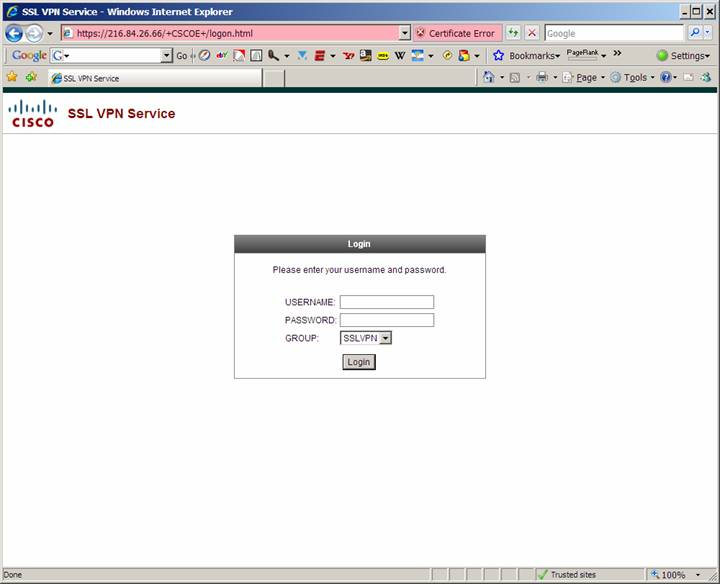 SSL VPN Service - Windows Internet Explorer
https://216.84.26.66/+CSCOE+/logon.html
Certificate Error
Google
Google
G
Go
Bookmarks
PageRank
Settings
SSL VPN Service
Page
Tools
CISCO
SSL VPN Service
Login
Please enter your username and password.
USERNAME:
PASSWORD:
GROUP:
SSLVPN
Login
Done
Trusted sites
100%